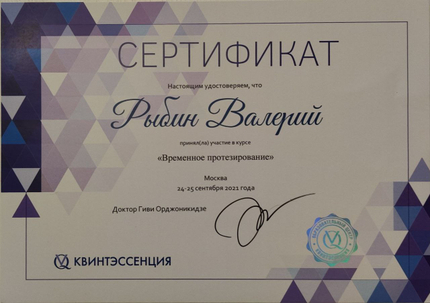 СЕРТИФИКАТ
Настоящим удостоверяем, что
Рыбин Валерий
принял(ла) участие в курсе
«Временное протезирование»
Москва
24-25 сентября 2021 года
Доктор Гиви Орджоникидзе
КВИНТЭССЕНЦИЯ